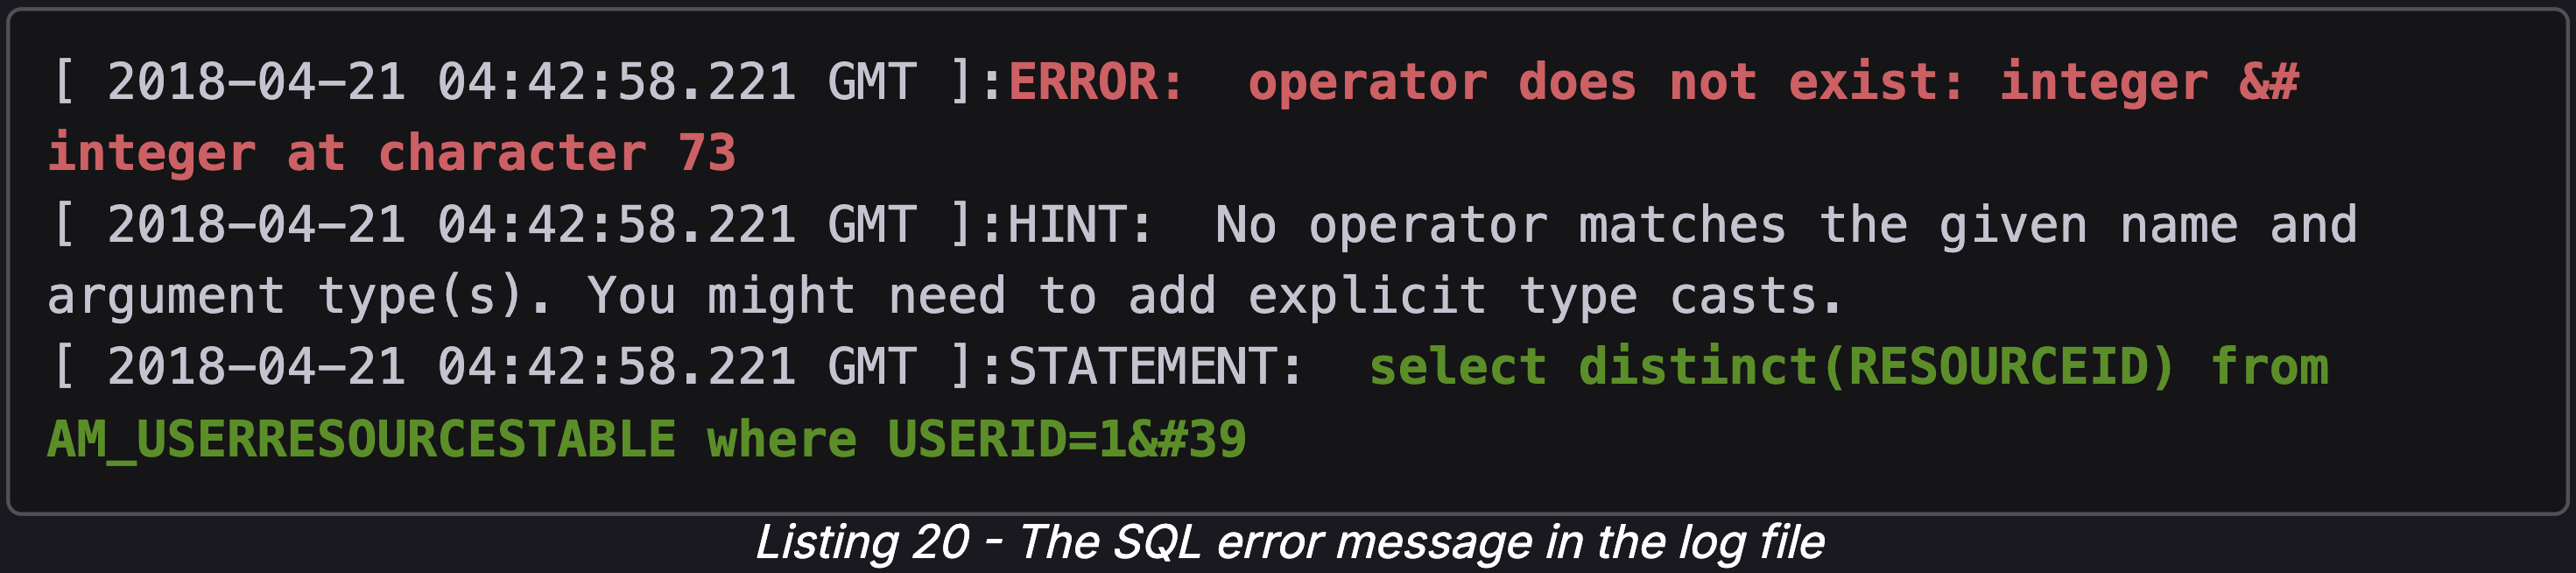 [ 2018-04-21 04:42:58.221 GMT ]:ERROR:  operator does not exist: integer &#
integer at character 73
[ 2018-04-21 04:42:58.221 GMT ]:HINT:  No operator matches the given name and
argument type(s). You might need to add explicit type casts.
[ 2018-04-21 04:42:58.221 GMT ]:STATEMENT:  select distinct(RESOURCEID) from
AM_USERRESOURCESTABLE where USERID=1&#39
Listing 20 - The SQL error message in the log file